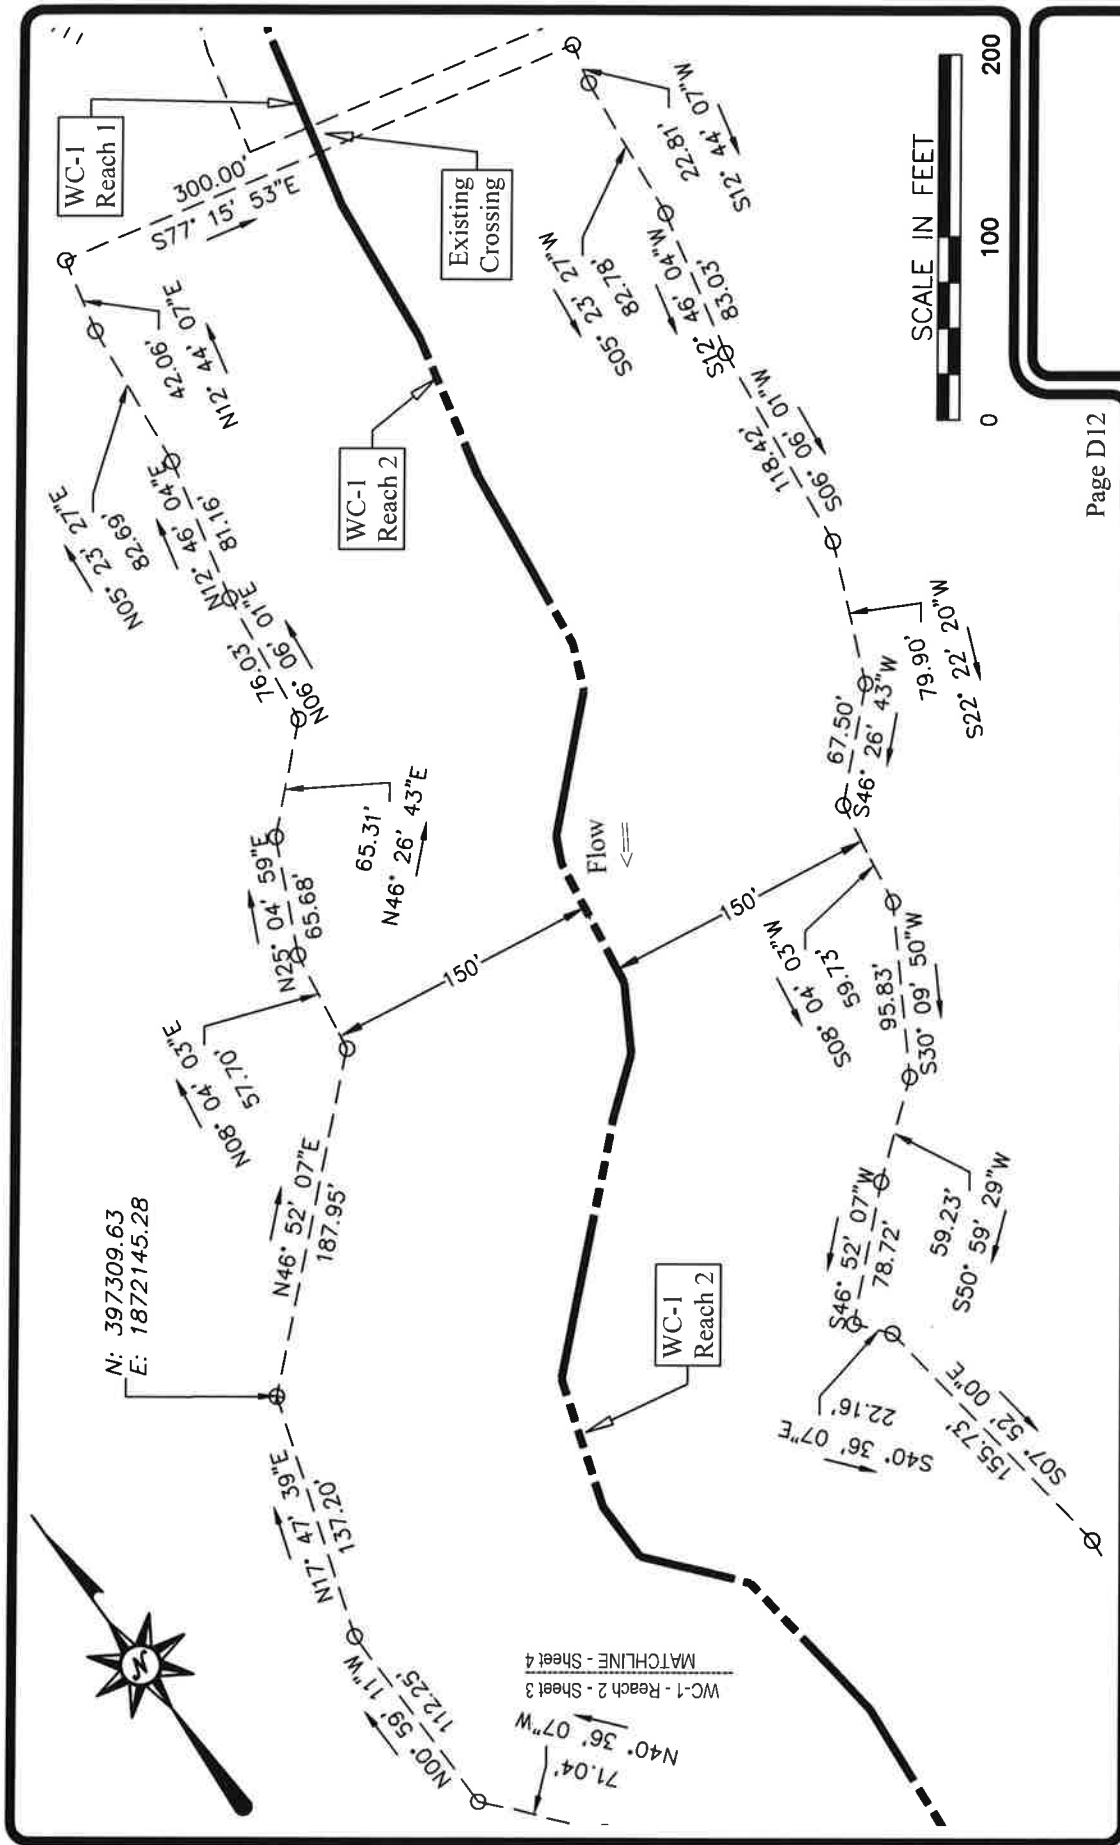 WC-1
Reach 1
300.00'
S77° 15' 53"E
Existing
Crossing
42.06'
N12° 44' 07"E
N05° 23' 27"E
82.69'
N12° 46' 04"E
81.16'
76.03'
N06° 06' 01"E
WC-1
Reach 2
65.31'
N46° 26' 43"E
N25° 04' 59"E
65.68'
N08° 04' 03"E
57.70'
N46° 52' 07"E
187.95'
N: 397309.63
E: 1872145.28
N17° 47' 39"E
137.20'
N00° 59' 11"W
112.25'
71.04'
N40° 36' 07"W
WC-1 - Reach 2 - Sheet 3
MATCHLINE - Sheet 4
N
150'
150'
Flow
<==
WC-1
Reach 2
22.81'
S12° 44' 07"W
S05° 23' 27"W
82.78'
S12° 46' 04"W
83.03'
118.42'
S06° 06' 01"W
79.90'
S22° 22' 20"W
67.50'
S46° 26' 43"W
S08° 04' 03"W
59.73'
95.83'
S30° 09' 50"W
59.23'
S50° 59' 29"W
S46° 52' 07"W
78.72'
S40° 36' 07"E
22.16'
155.73'
S07° 52' 00"E
SCALE IN FEET
0 100 200
Page D12